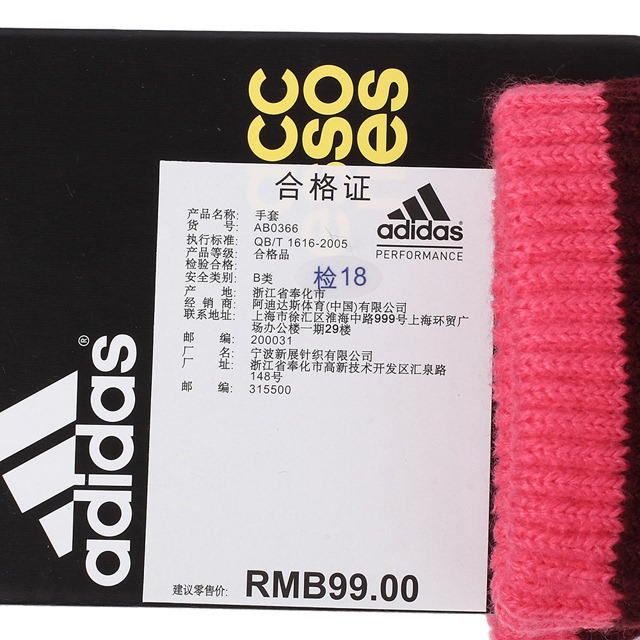 CC
OO
ss
es
es
合格证
产品名称: 手套
货 号: AB0366
执行标准: QB/T 1616-2005
产品等级: 合格品
检验合格: 检18
安全类别: B类
产 地: 浙江省奉化市
经 销 商: 阿迪达斯体育(中国)有限公司
联系地址: 上海市徐汇区淮海中路999号上海环贸广
场办公楼一期29楼
邮 编: 200031
厂 名: 宁波新展针织有限公司
厂 址: 浙江省奉化市高新技术开发区汇泉路
148号
邮 编: 315500
建议零售价: RMB99.00
adidas®
PERFORMANCE
adidas®